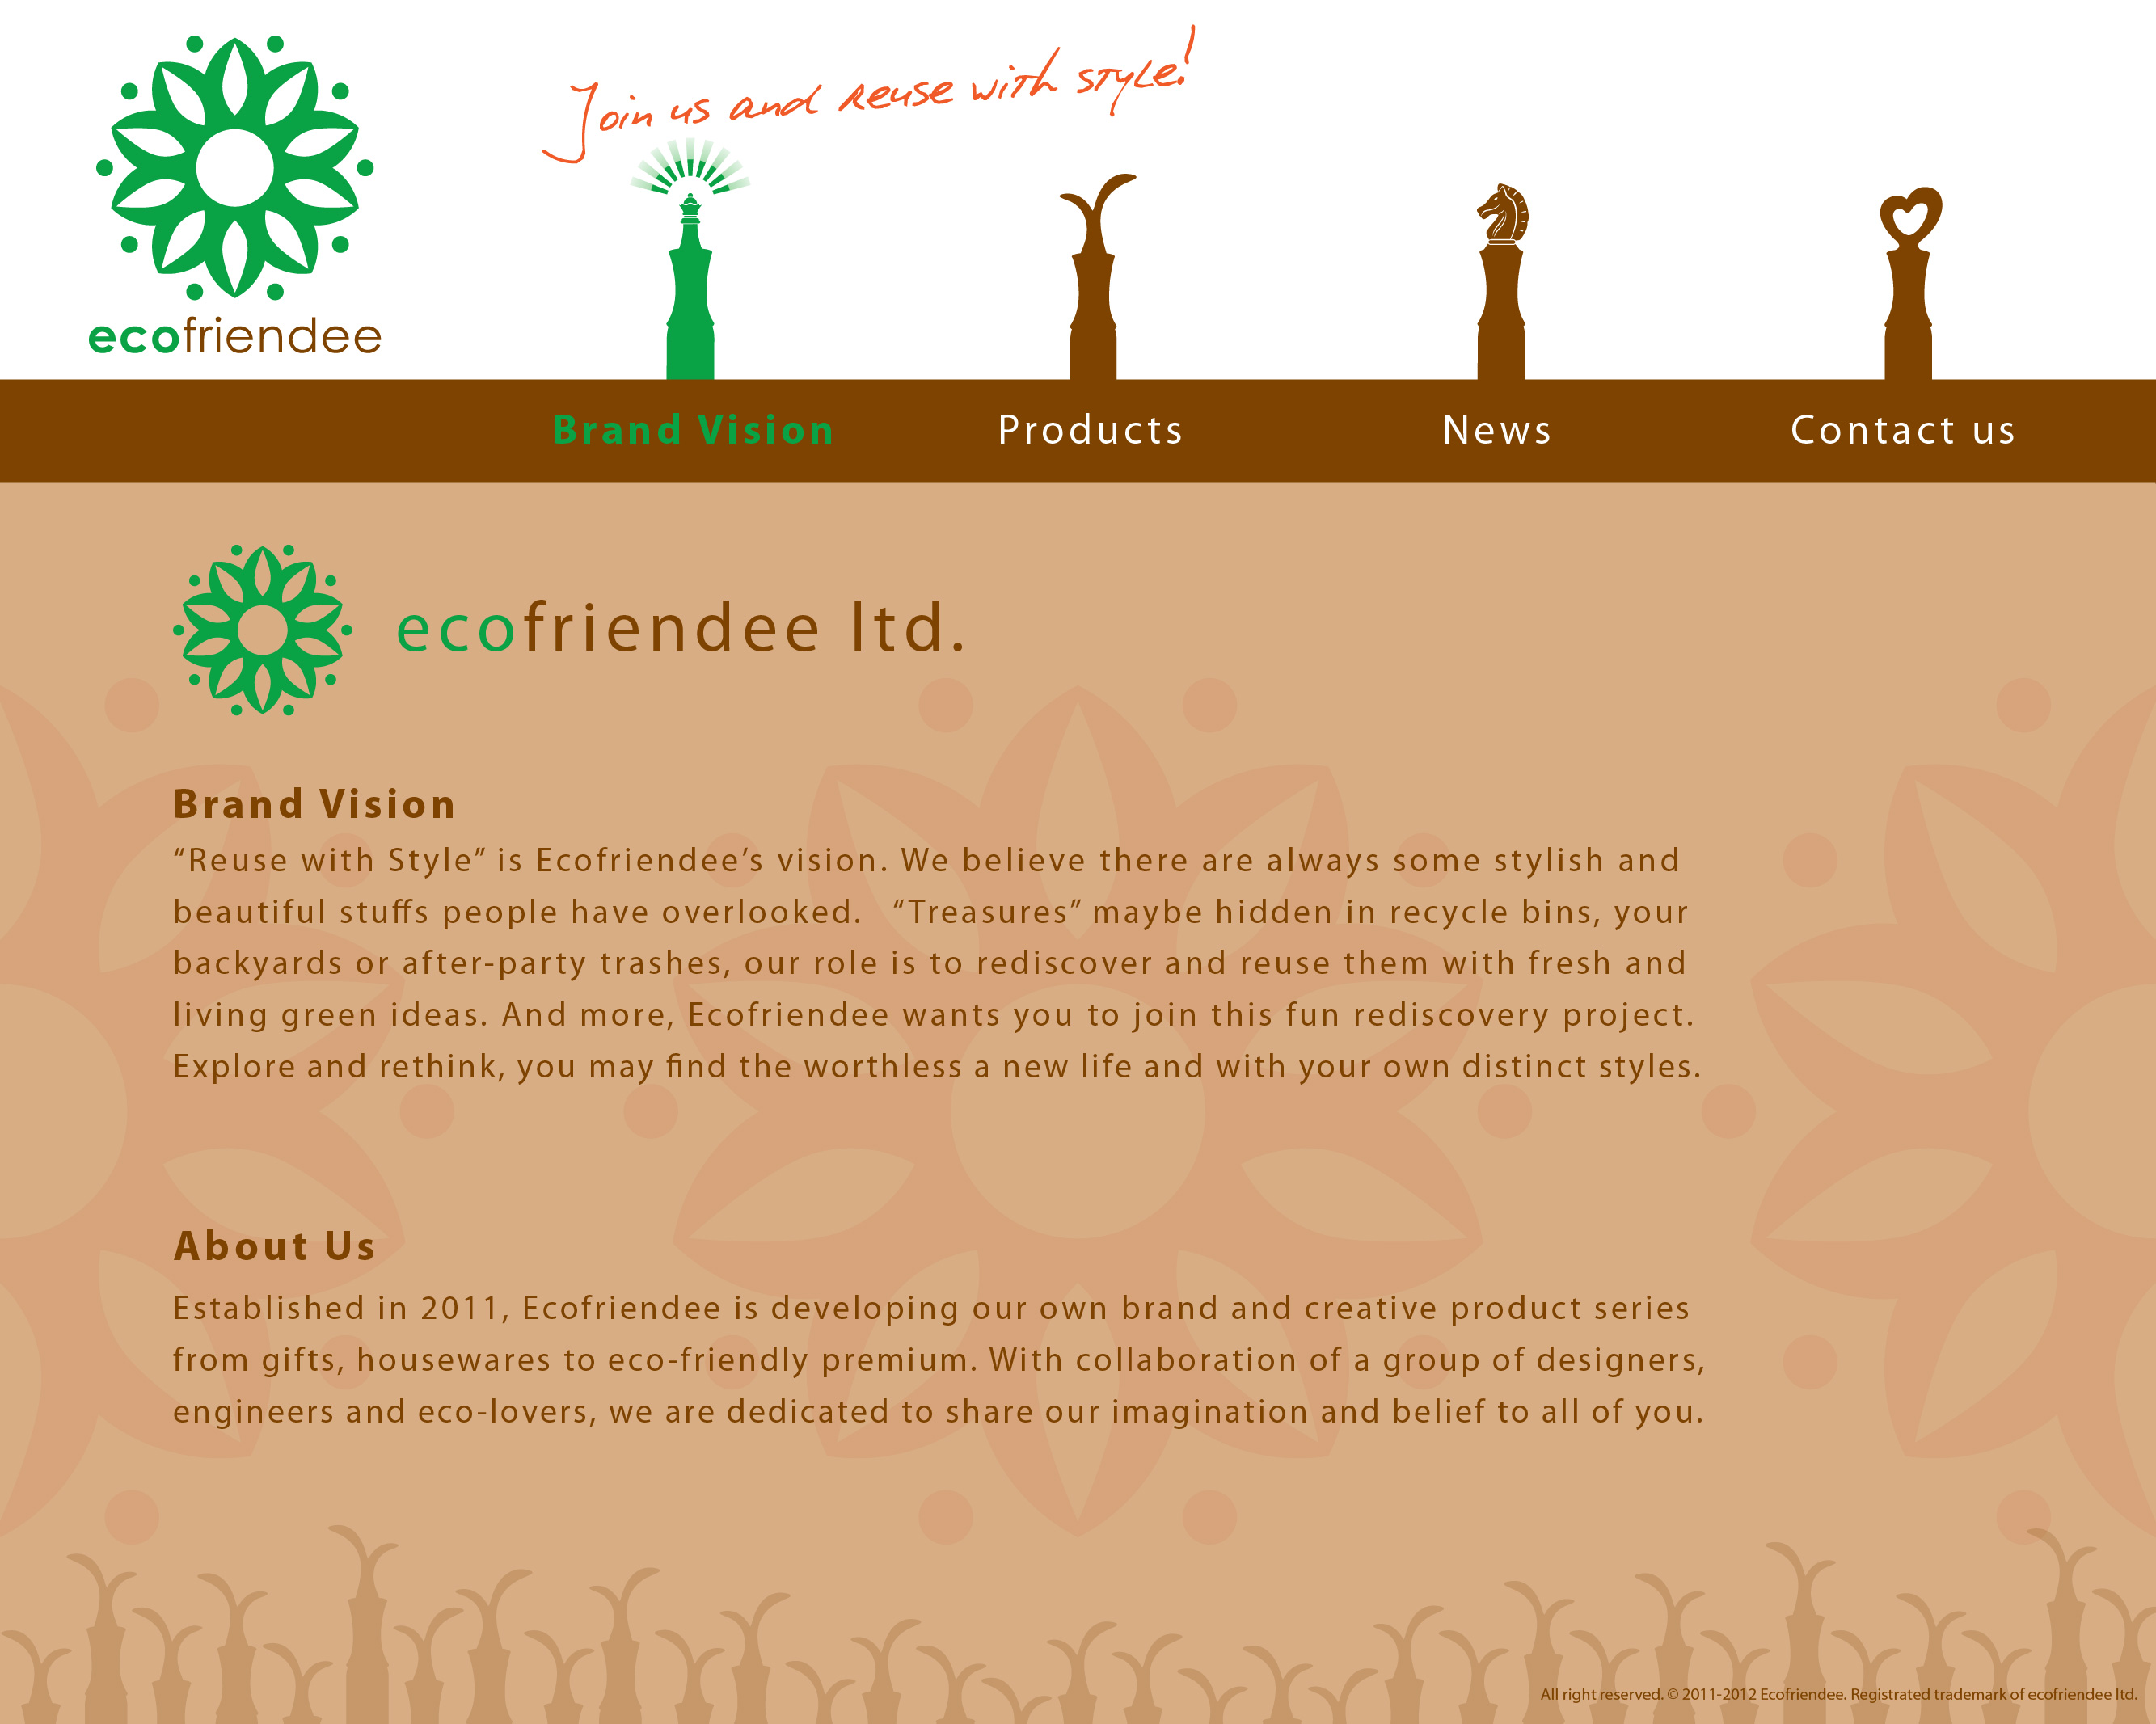 Join us and reuse with style!
ecofriendee
Brand Vision
Products
News
Contact us
ecofriendee ltd.
Brand Vision
“Reuse with Style” is Ecofriendee’s vision. We believe there are always some stylish and
beautiful stuffs people have overlooked. “Treasures” maybe hidden in recycle bins, your
backyards or after-party trashes, our role is to rediscover and reuse them with fresh and
living green ideas. And more, Ecofriendee wants you to join this fun rediscovery project.
Explore and rethink, you may find the worthless a new life and with your own distinct styles.
About Us
Established in 2011, Ecofriendee is developing our own brand and creative product series
from gifts, housewares to eco-friendly premium. With collaboration of a group of designers,
engineers and eco-lovers, we are dedicated to share our imagination and belief to all of you.
All right reserved. © 2011-2012 Ecofriendee. Registrated trademark of ecofriendee ltd.